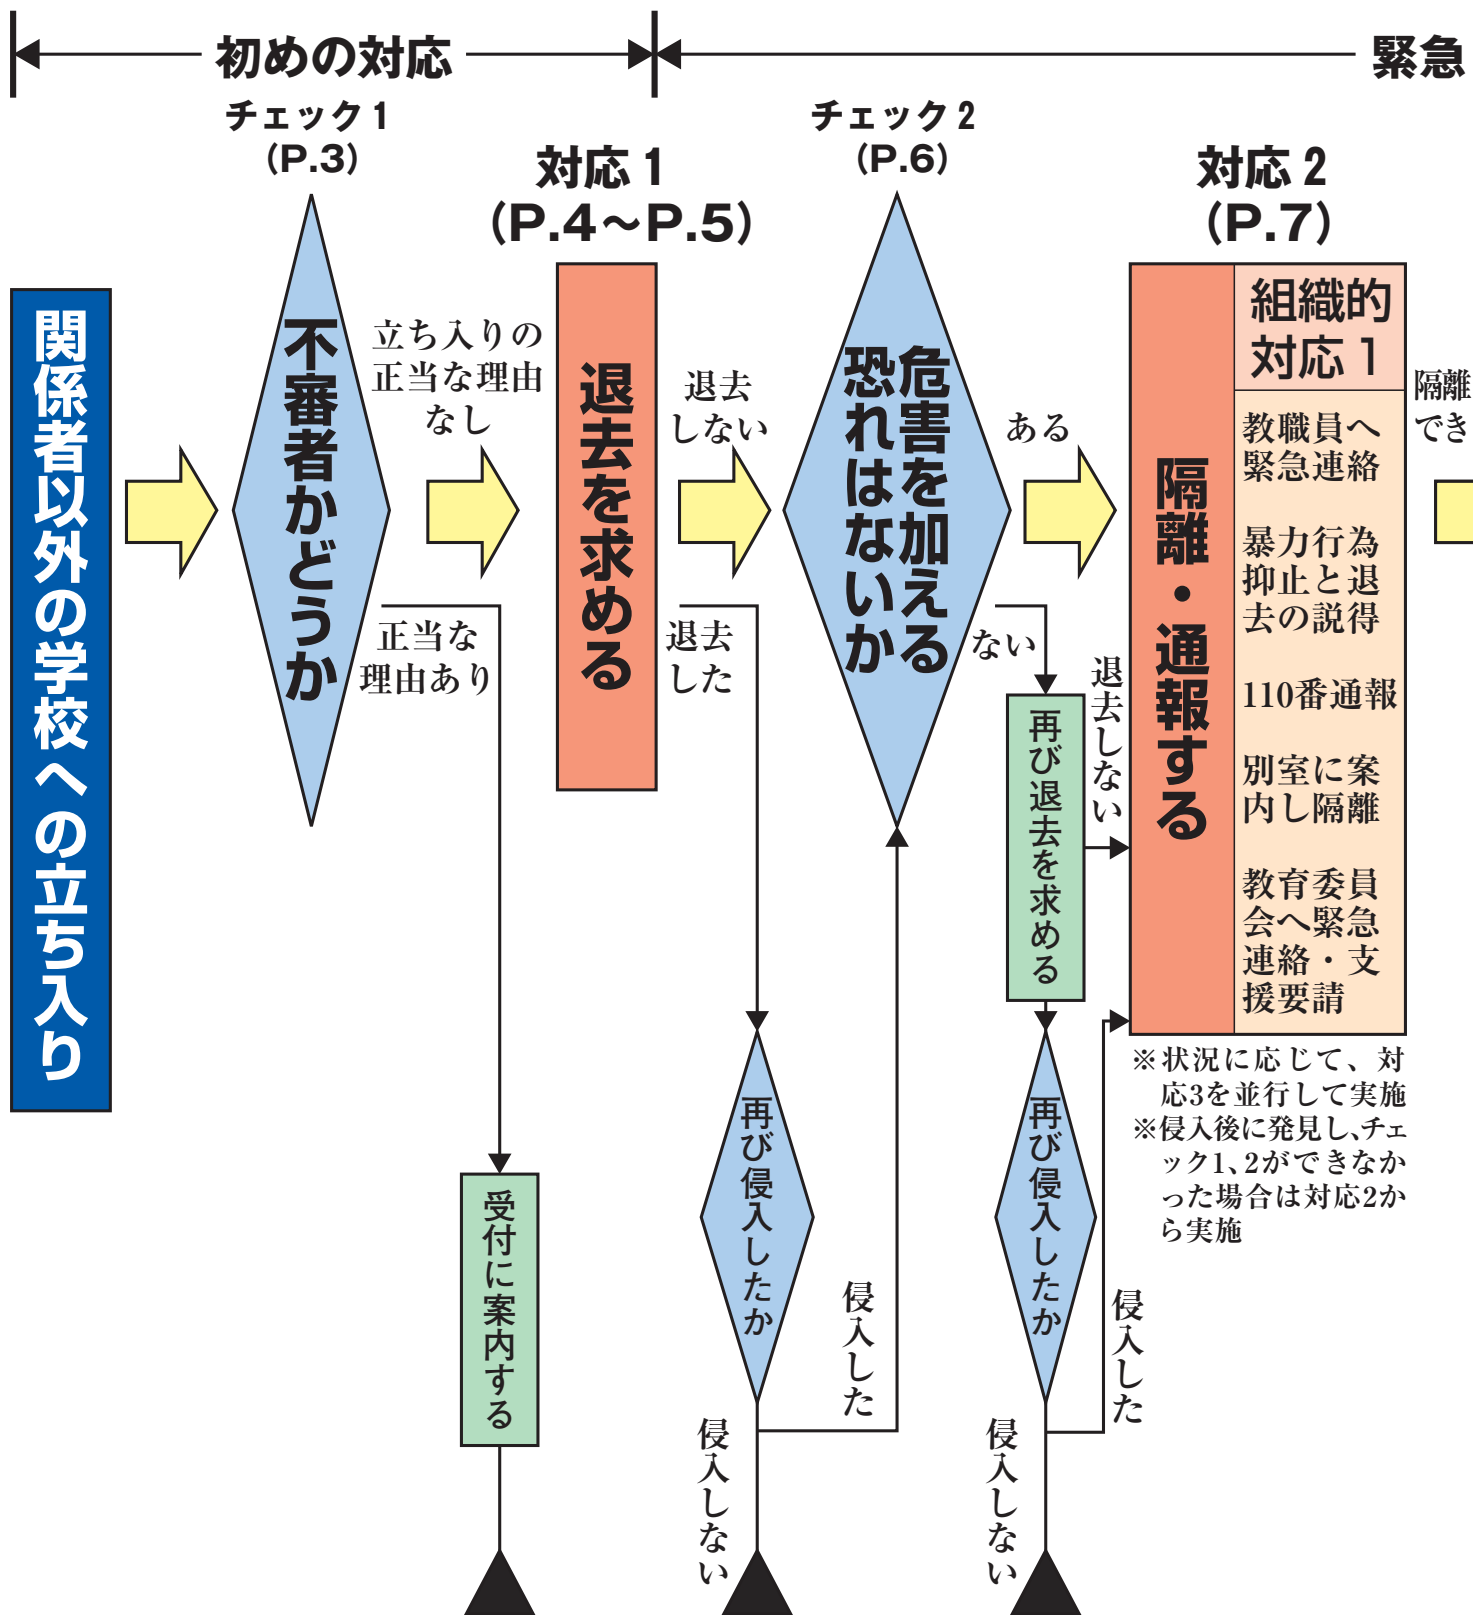 初めの対応
緊急
チェック1
(P.3)
対応1
(P.4〜P.5)
チェック2
(P.6)
対応2
(P.7)
関係者以外の学校への立ち入り
不審者かどうか
立ち入りの
正当な理由
なし
正当な
理由あり
受付に案内する
退去を求める
退去
しない
退去
した
再び侵入したか
侵入した
侵入しない
危害を加える
恐れはないか
ある
ない
再び退去を求める
退去しない
再び侵入したか
侵入した
侵入しない
隔離・通報する
組織的
対応1
教職員へ
緊急連絡
暴力行為
抑止と退
去の説得
110番通報
別室に案
内し隔離
教育委員
会へ緊急
連絡・支
援要請
隔離
でき
※状況に応じて、対
応3を並行して実施
※侵入後に発見し、チェ
ック1、2ができなか
った場合は対応2か
ら実施